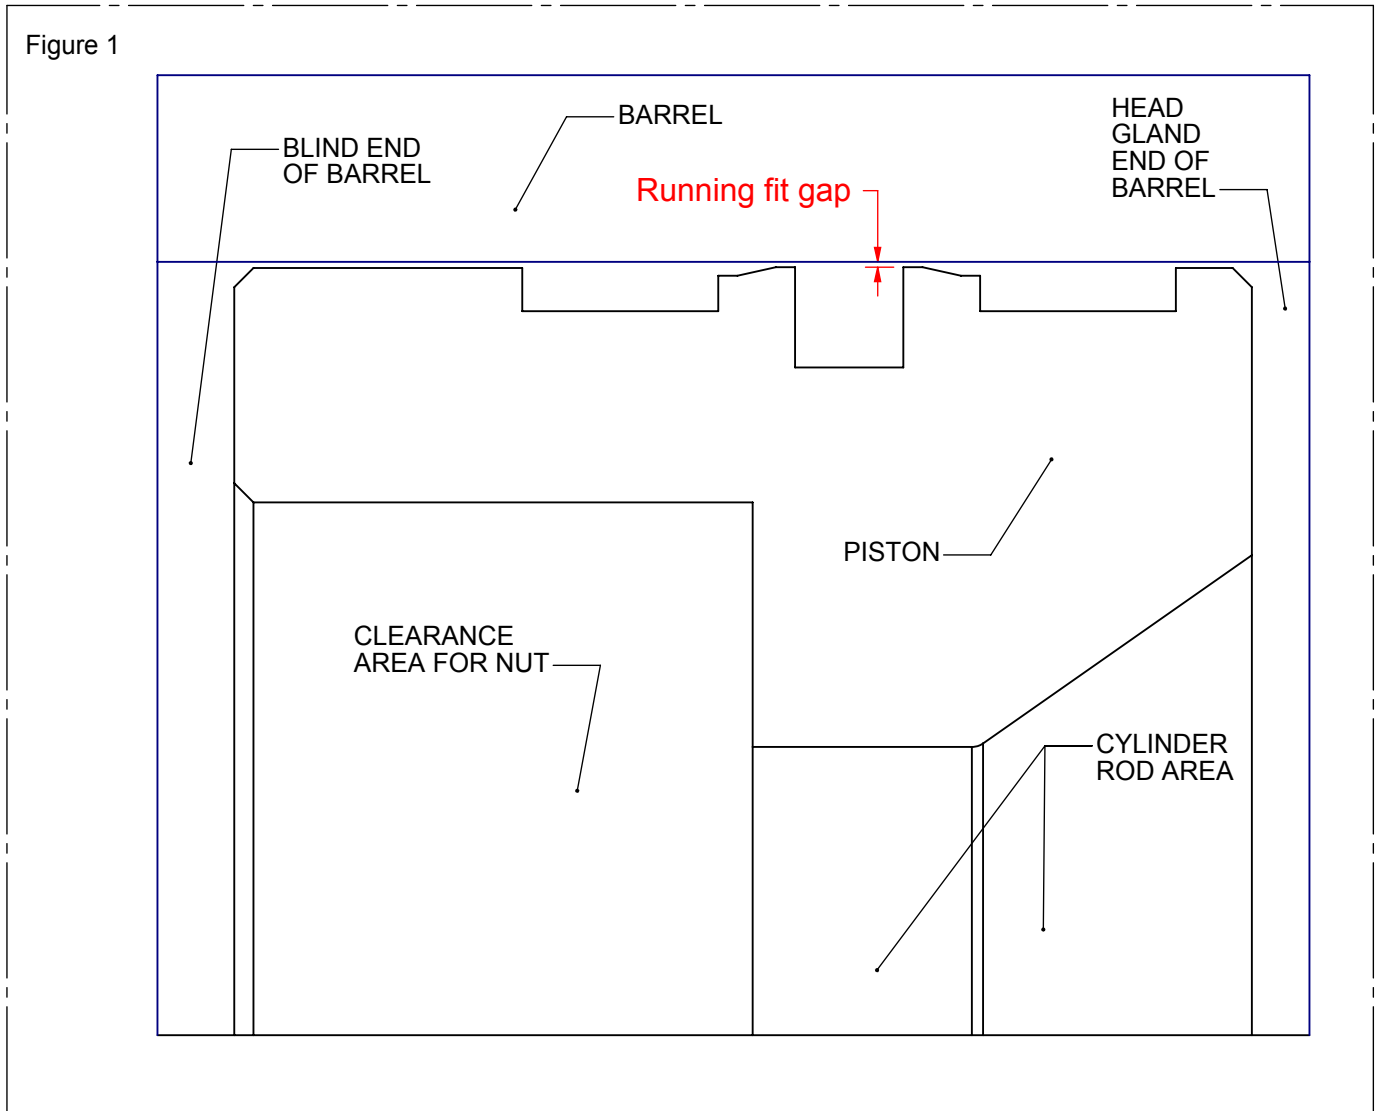 Figure 1
BARREL
HEAD
GLAND
END OF
BARREL
BLIND END
OF BARREL
Running fit gap
PISTON
CLEARANCE
AREA FOR NUT
CYLINDER
ROD AREA